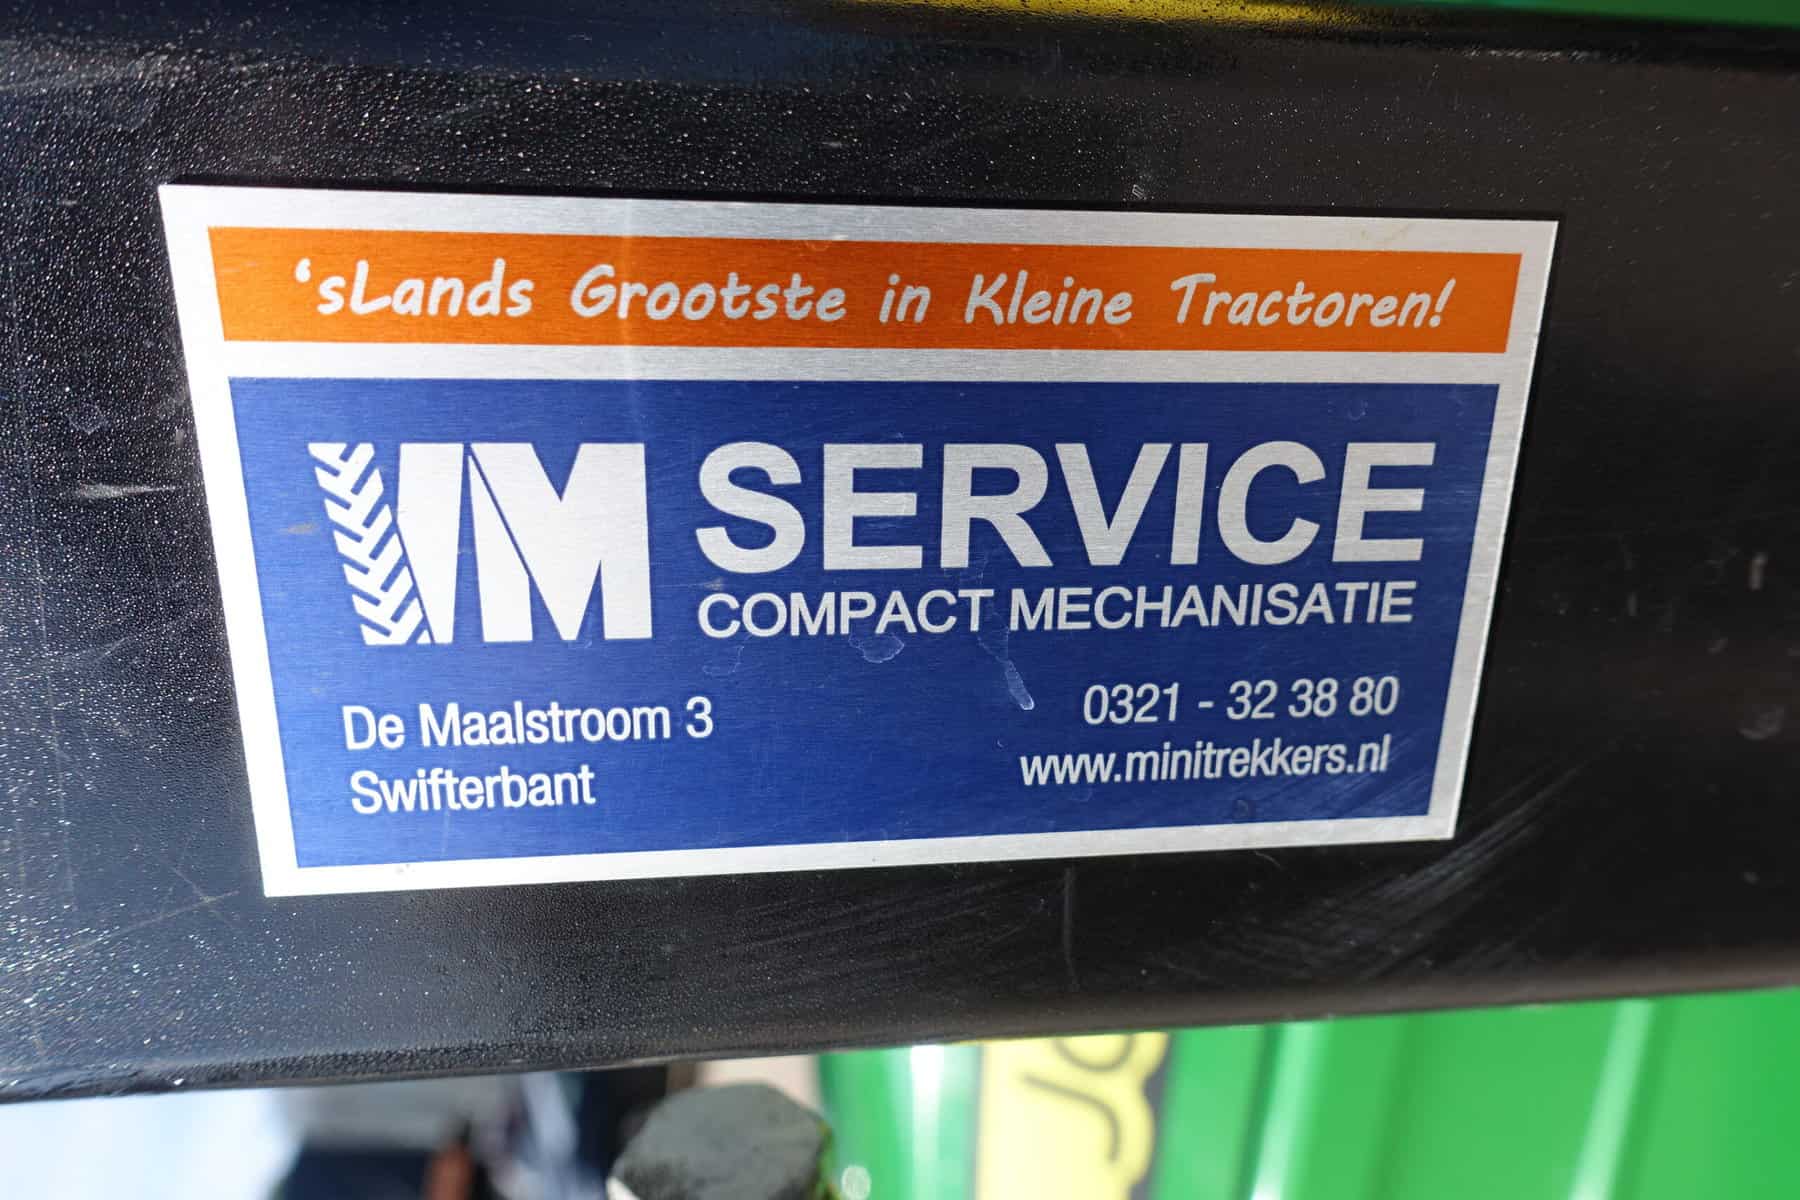 ‘sLands Grootste in Kleine Tractoren!
VM SERVICE
COMPACT MECHANISATIE
De Maalstroom 3
Swifterbant
0321 - 32 38 80
www.minitrekkers.nl